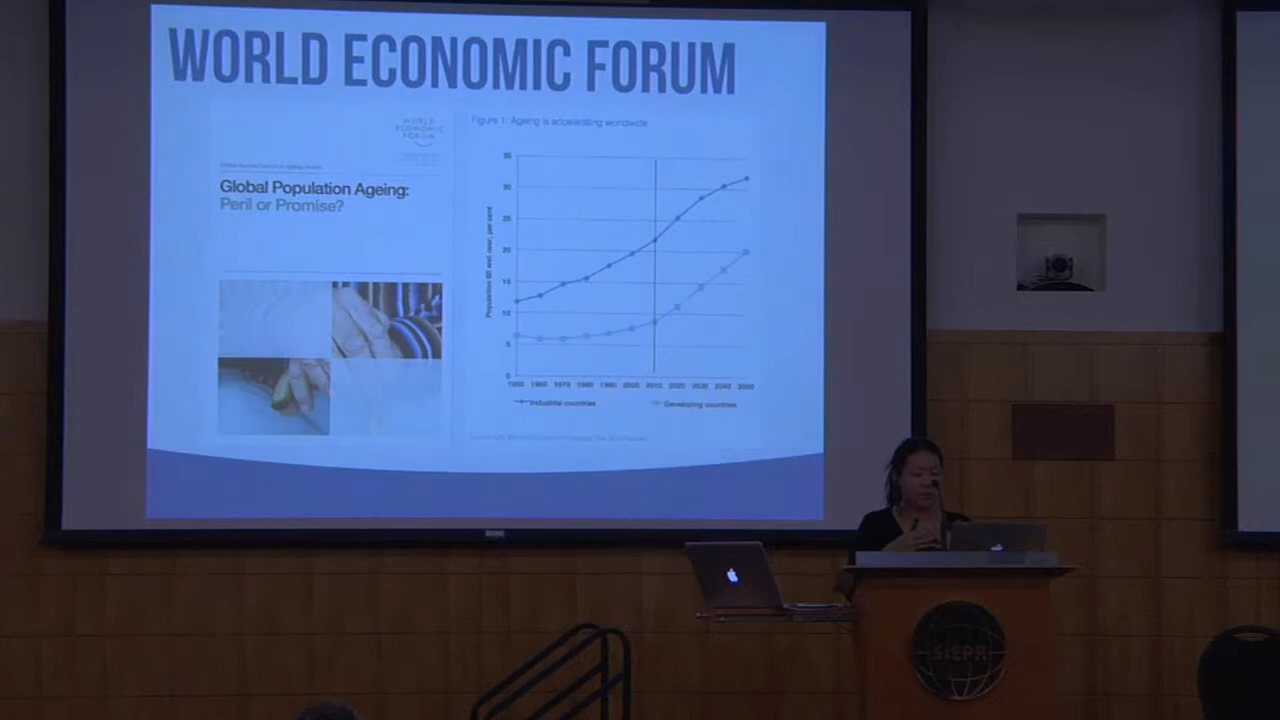 WORLD ECONOMIC FORUM
WORLD
ECONOMIC
FORUM
Global Population Ageing:
Peril or Promise?
Figure 1: Ageing is accelerating worldwide
Population 60 and over, per cent
35
30
25
20
15
10
5
0
1950 1960 1970 1980 1990 2000 2010 2020 2030 2040 2050
Industrial countries
Developing countries
SIEPR